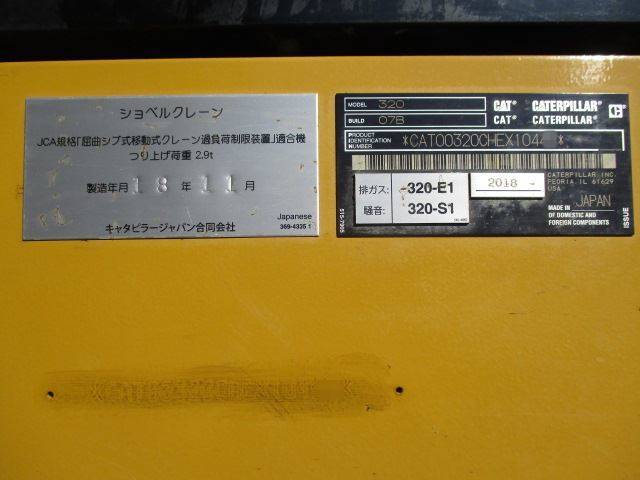 ショベルクレーン
JCA規格「屈曲ジブ式移動式クレーン過負荷制限装置」適合機
つり上げ荷重 2.9t
製造年月 18 年 11 月
Japanese
キャタピラージャパン合同会社
369-4335 1
MODEL 320
BUILD 07B
CAT® CATERPILLAR®
CAT® CATERPILLAR®
PRODUCT IDENTIFICATION NUMBER
*CAT00320CHEX104
*
排ガス: 320-E1
騒音: 320-S1
2018
CATERPILLAR INC.
PEORIA IL 61629
USA
MADE IN JAPAN
OF DOMESTIC AND
FOREIGN COMPONENTS
ISSUE